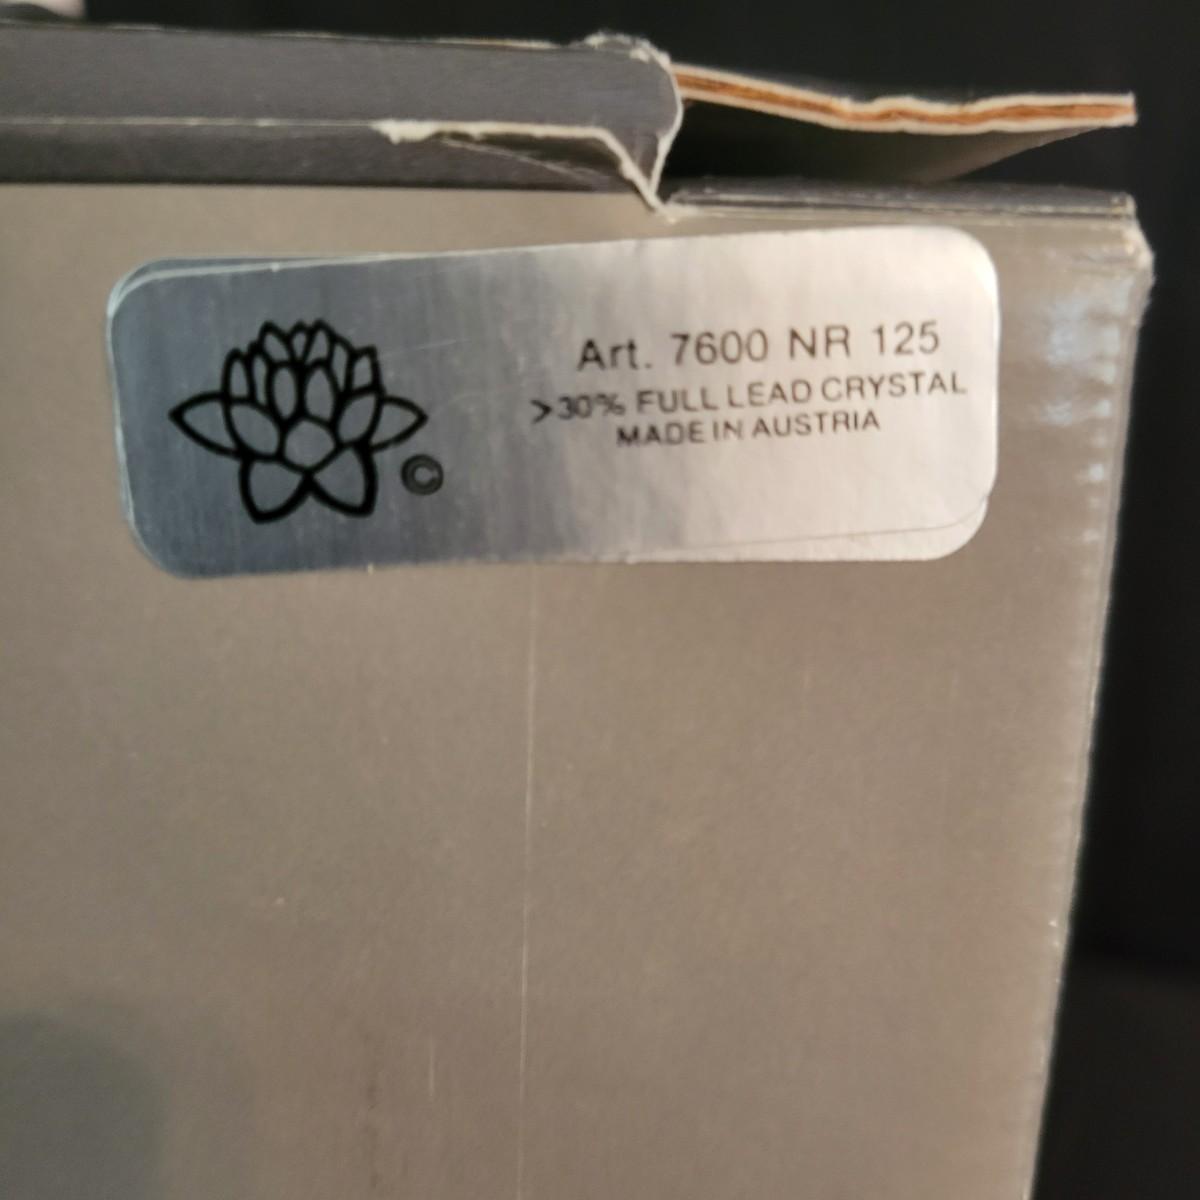 Art. 7600 NR 125
>30% FULL LEAD CRYSTAL
MADE IN AUSTRIA
©